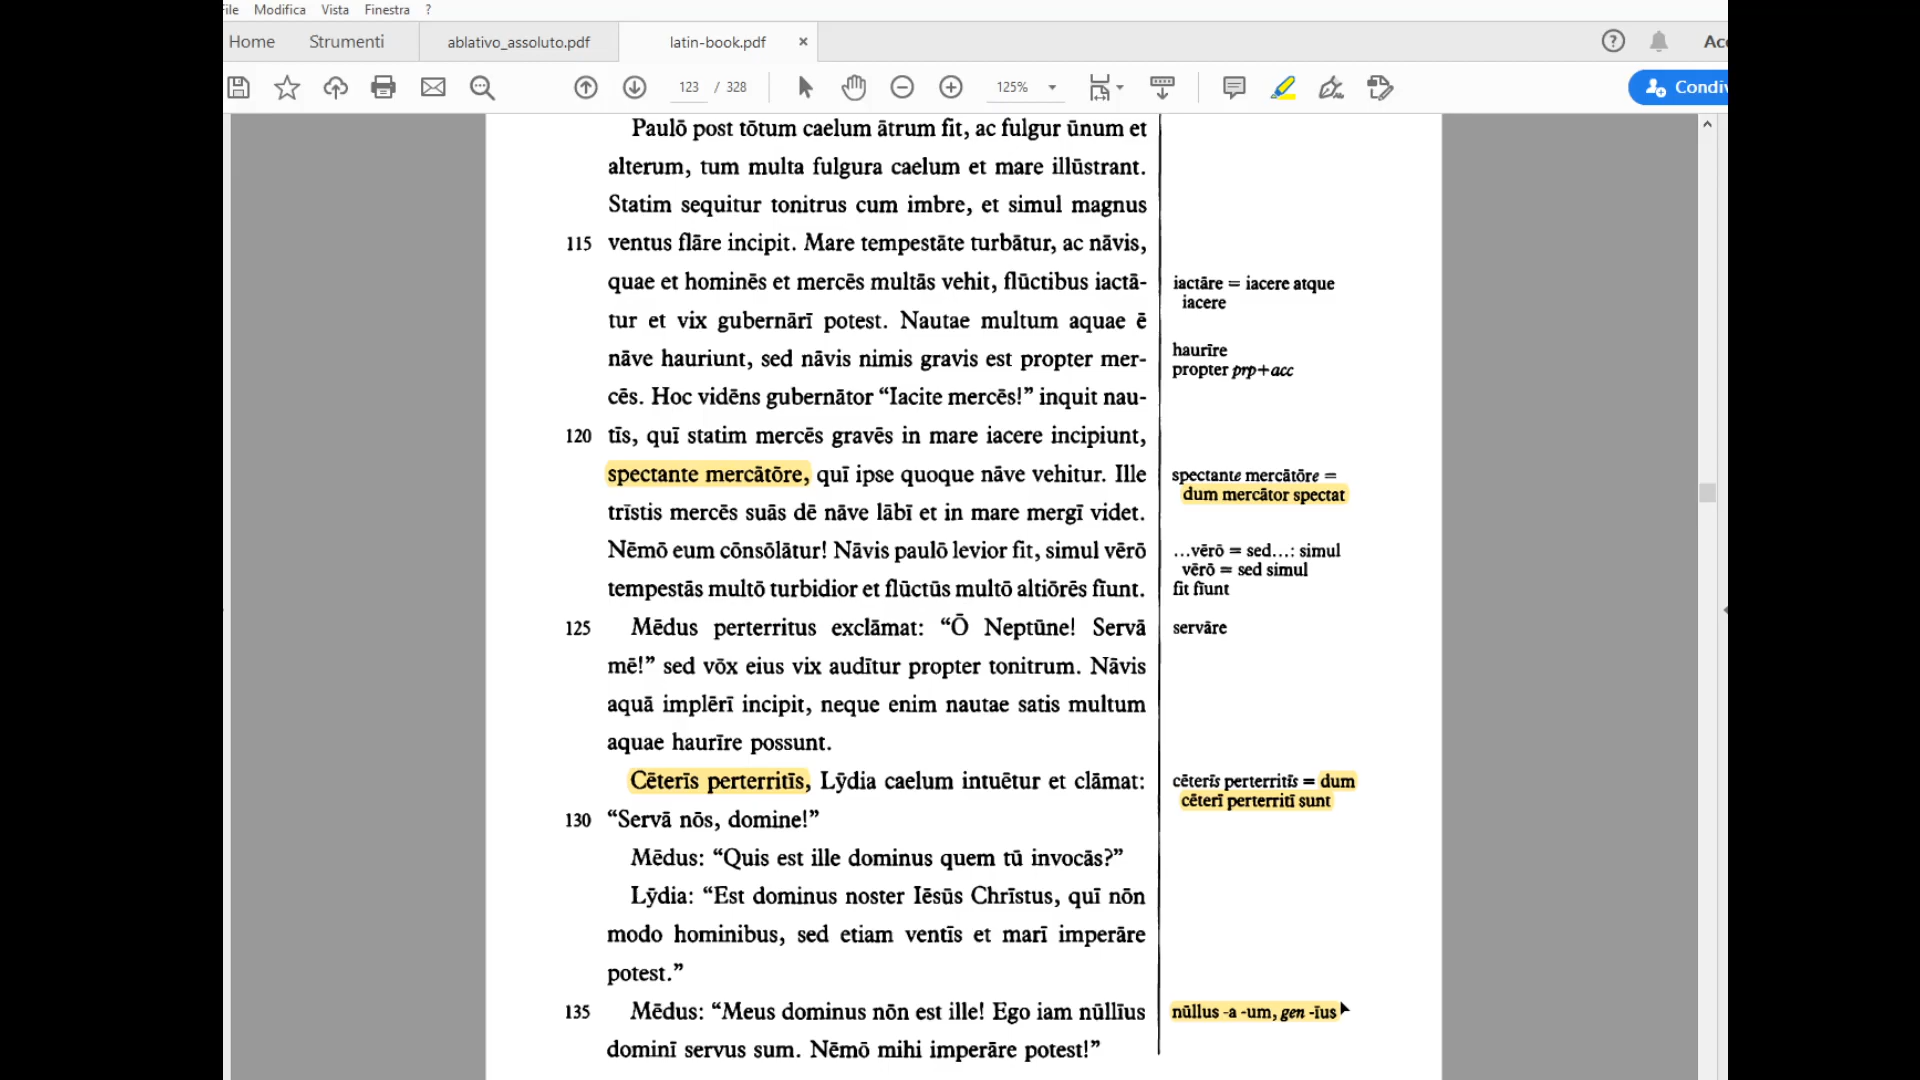 File Modifica Vista Finestra ?
Home Strumenti ablativo_assoluto.pdf latin-book.pdf ×
123 / 328 125%
Paulō post tōtum caelum ātrum fit, ac fulgur ūnum et
alterum, tum multa fulgura caelum et mare illūstrant.
Statim sequitur tonitrus cum imbre, et simul magnus
115 ventus flāre incipit. Mare tempestāte turbātur, ac nāvis,
quae et hominēs et mercēs multās vehit, flūctibus iactā-
iactāre = iacere atque
iacere
tur et vix gubernārī potest. Nautae multum aquae ē
nāve hauriunt, sed nāvis nimis gravis est propter mer-
haurīre
propter prp+acc
cēs. Hoc vidēns gubernātor “Iacite mercēs!” inquit nau-
120 tīs, quī statim mercēs gravēs in mare iacere incipiunt,
spectante mercātōre, quī ipse quoque nāve vehitur. Ille
spectante mercātōre =
dum mercātor spectat
trīstis mercēs suās dē nāve lābī et in mare mergī videt.
Nēmō eum cōnsōlātur! Nāvis paulō levior fit, simul vērō
...vērō = sed...: simul
vērō = sed simul
tempestās multō turbidior et flūctūs multō altiōrēs fīunt.
fit fīunt
125 Mēdus perterritus exclāmat: “Ō Neptūne! Servā
servāre
mē!” sed vōx eius vix audītur propter tonitrum. Nāvis
aquā implērī incipit, neque enim nautae satis multum
aquae haurīre possunt.
Cēterīs perterritīs, Lȳdia caelum intuētur et clāmat:
cēterīs perterritīs = dum
cēterī perterritī sunt
130 “Servā nōs, domine!”
Mēdus: “Quis est ille dominus quem tū invocās?”
Lȳdia: “Est dominus noster Iēsūs Chrīstus, quī nōn
modo hominibus, sed etiam ventīs et marī imperāre
potest.”
135 Mēdus: “Meus dominus nōn est ille! Ego iam nūllīus
nūllus -a -um, gen -īus
dominī servus sum. Nēmō mihi imperāre potest!”